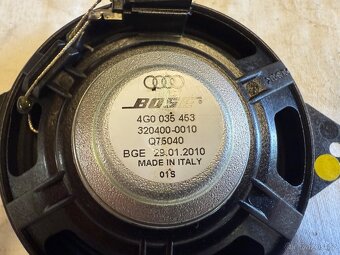 BOSE
4G0 035 453
320400-0010
Q75040
BGE 29.01.2010
MADE IN ITALY
01S